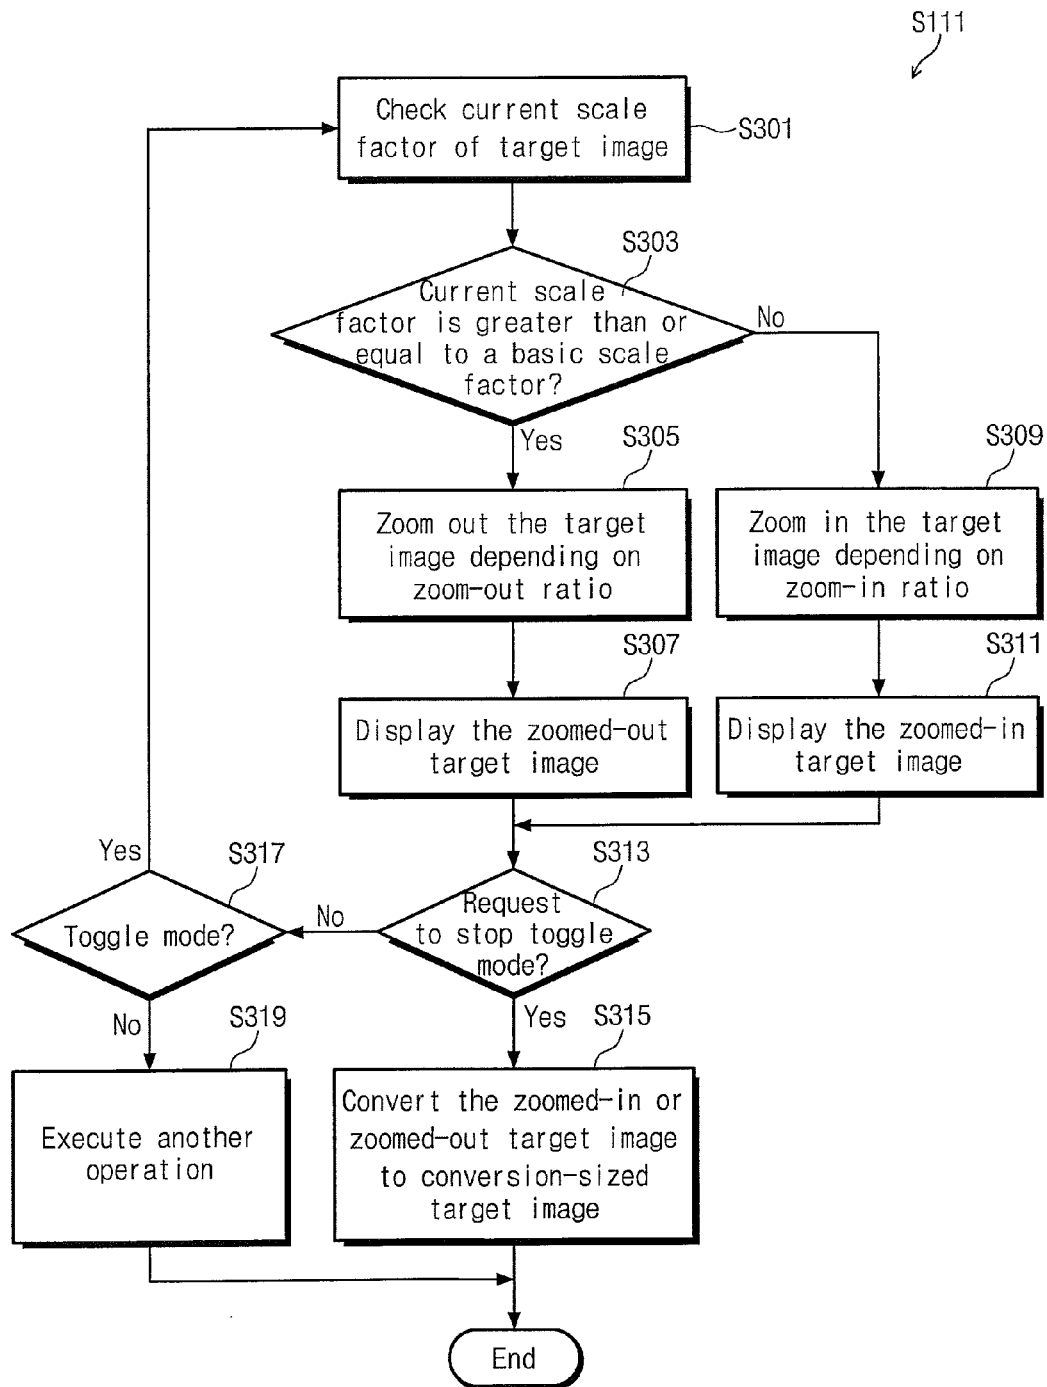 S111
Check current scale
factor of target image
S301
S303
Current scale
factor is greater than or
equal to a basic scale
factor?
No
Yes
S305
S309
Zoom out the target
image depending on
zoom-out ratio
Zoom in the target
image depending on
zoom-in ratio
S307
S311
Display the zoomed-out
target image
Display the zoomed-in
target image
Yes
S317
S313
Toggle mode?
No
Request
to stop toggle
mode?
No
S319
Yes
S315
Execute another
operation
Convert the zoomed-in or
zoomed-out target image
to conversion-sized
target image
End